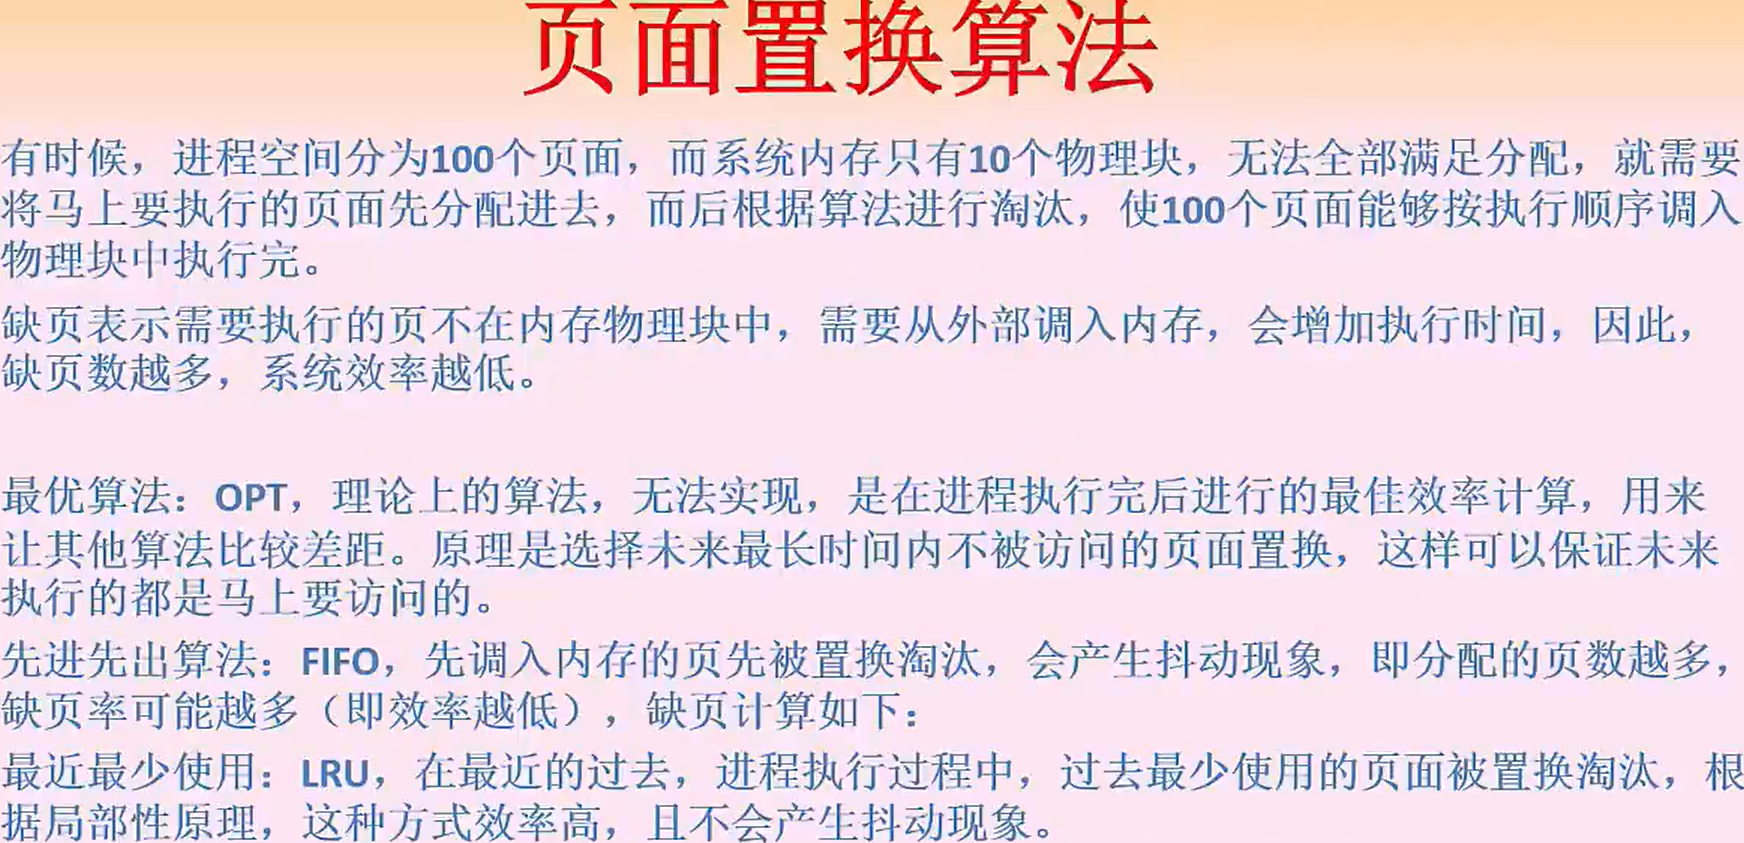 页面置换算法
有时候，进程空间分为100个页面，而系统内存只有10个物理块，无法全部满足分配，就需要
将马上要执行的页面先分配进去，而后根据算法进行淘汰，使100个页面能够按执行顺序调入
物理块中执行完。
缺页表示需要执行的页不在内存物理块中，需要从外部调入内存，会增加执行时间，因此，
缺页数越多，系统效率越低。
最优算法：OPT，理论上的算法，无法实现，是在进程执行完后进行的最佳效率计算，用来
让其他算法比较差距。原理是选择未来最长时间内不被访问的页面置换，这样可以保证未来
执行的都是马上要访问的。
先进先出算法：FIFO，先调入内存的页先被置换淘汰，会产生抖动现象，即分配的页数越多，
缺页率可能越多（即效率越低），缺页计算如下：
最近最少使用：LRU，在最近的过去，进程执行过程中，过去最少使用的页面被置换淘汰，根
据局部性原理，这种方式效率高，且不会产生抖动现象。